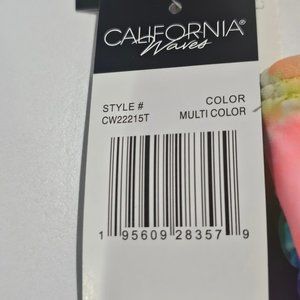 CALIFORNIA®
Waves
STYLE # COLOR
CW22215T MULTI COLOR
1 95609 28357 9